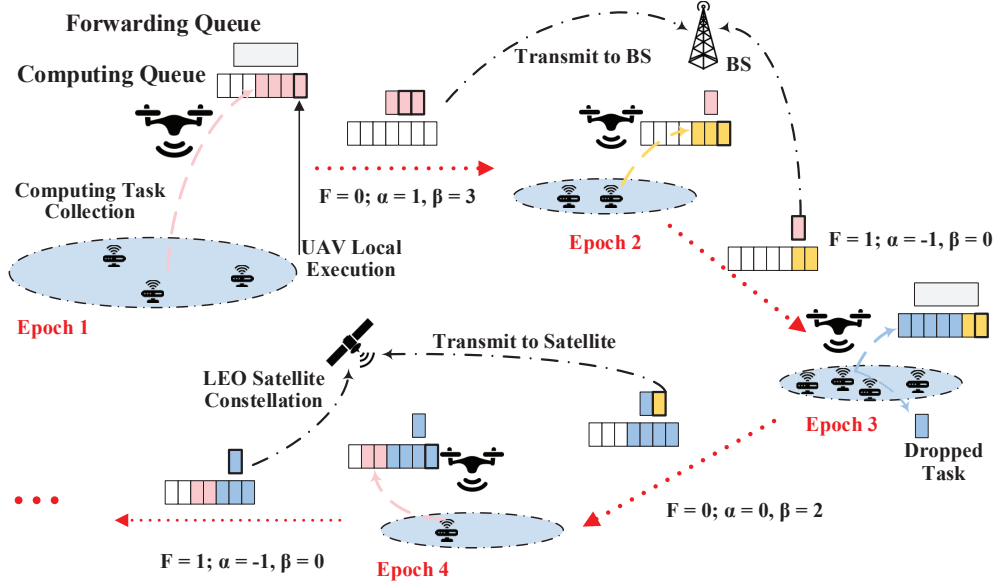 Forwarding Queue
Computing Queue
Transmit to BS
BS
Computing Task
Collection
F = 0; α = 1, β = 3
UAV Local
Execution
Epoch 1
Epoch 2
F = 1; α = -1, β = 0
Transmit to Satellite
LEO Satellite
Constellation
Epoch 3
Dropped
Task
F = 0; α = 0, β = 2
F = 1; α = -1, β = 0
Epoch 4